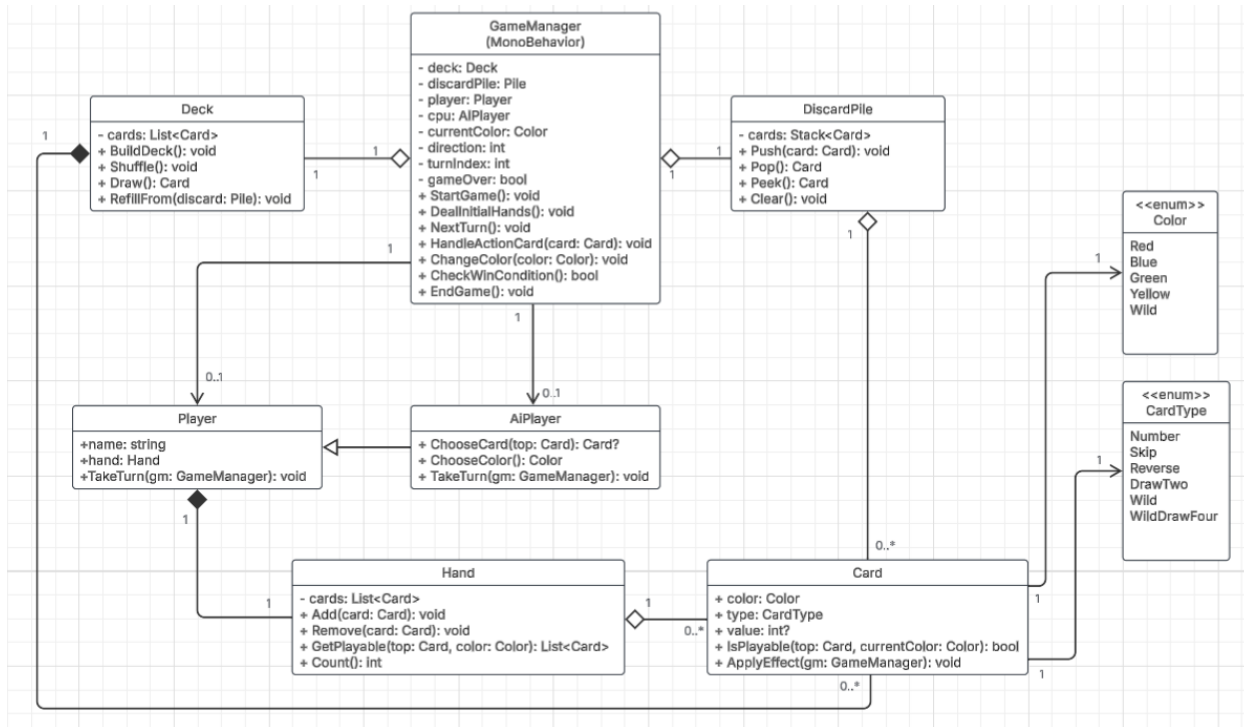 GameManager
(MonoBehavior)
- deck: Deck
- discardPile: Pile
- player: Player
- cpu: AIPlayer
- currentColor: Color
- direction: int
- turnIndex: int
- gameOver: bool
+ StartGame(): void
+ DealInitialHands(): void
+ NextTurn(): void
+ HandleActionCard(card: Card): void
+ ChangeColor(color: Color): void
+ CheckWinCondition(): bool
+ EndGame(): void
Deck
- cards: List<Card>
+ BuildDeck(): void
+ Shuffle(): void
+ Draw(): Card
+ RefillFrom(discard: Pile): void
DiscardPile
- cards: Stack<Card>
+ Push(card: Card): void
+ Pop(): Card
+ Peek(): Card
+ Clear(): void
1
1
1
1
1
1
1
1
<<enum>>
Color
Red
Blue
Green
Yellow
Wild
1
0..1
0..1
Player
+name: string
+hand: Hand
+TakeTurn(gm: GameManager): void
AiPlayer
+ ChooseCard(top: Card): Card?
+ ChooseColor(): Color
+ TakeTurn(gm: GameManager): void
<<enum>>
CardType
Number
Skip
Reverse
DrawTwo
Wild
WildDrawFour
1
1
0..*
Hand
- cards: List<Card>
+ Add(card: Card): void
+ Remove(card: Card): void
+ GetPlayable(top: Card, color: Color): List<Card>
+ Count(): int
1
1
0..*
Card
+ color: Color
+ type: CardType
+ value: int?
+ IsPlayable(top: Card, currentColor: Color): bool
+ ApplyEffect(gm: GameManager): void
1
1
0..*